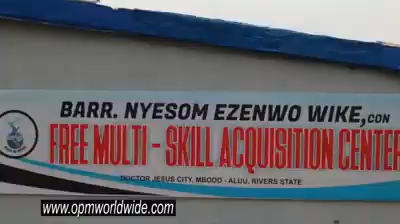 BARR. NYESOM EZENWO WIKE, CON
FREE MULTI - SKILL ACQUISITION CENTER
DOCTOR JESUS CITY, MBODO - ALUU, RIVERS STATE
www.opmworldwide.com